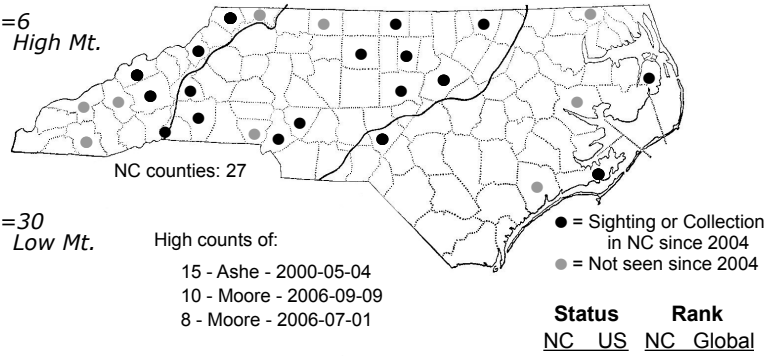 =6
High Mt.
NC counties: 27
=30
Low Mt.
High counts of:
15 - Ashe - 2000-05-04
10 - Moore - 2006-09-09
8 - Moore - 2006-07-01
= Sighting or Collection
in NC since 2004
= Not seen since 2004
Status Rank
NC US NC Global